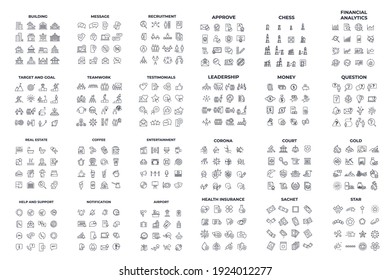 BUILDING
MESSAGE
RECRUITMENT
APPROVE
CHESS
FINANCIAL
ANALYTICS
TARGET AND GOAL
TEAMWORK
TESTIMONIALS
LEADERSHIP
MONEY
QUESTION
REAL ESTATE
COFFEE
ENTERTAINMENT
CORONA
COURT
GOLD
HELP AND SUPPORT
NOTIFICATION
AIRPORT
HEALTH INSURANCE
SACHET
STAR
shutterstock.com · 1924012277